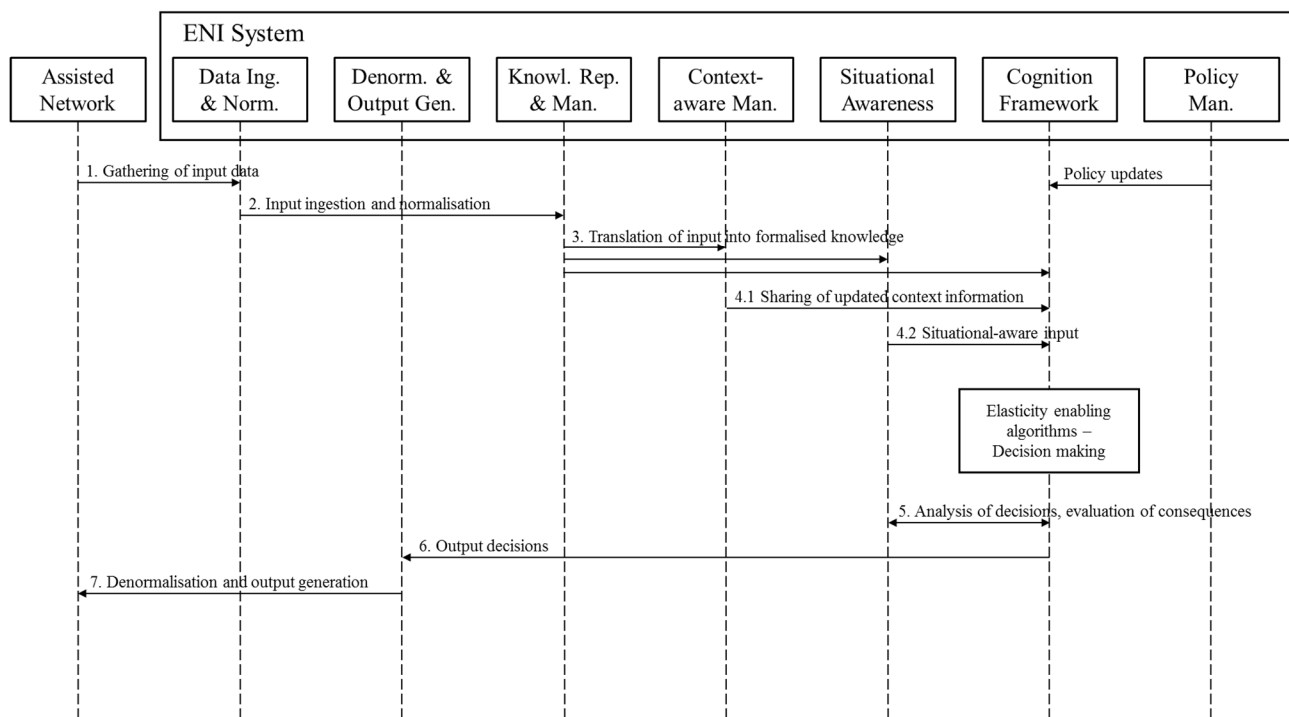 ENI System
Assisted
Network
Data Ing.
& Norm.
Denorm. &
Output Gen.
Knowl. Rep.
& Man.
Context-
aware Man.
Situational
Awareness
Cognition
Framework
Policy
Man.
1. Gathering of input data
Policy updates
2. Input ingestion and normalisation
3. Translation of input into formalised knowledge
4.1 Sharing of updated context information
4.2 Situational-aware input
Elasticity enabling
algorithms –
Decision making
5. Analysis of decisions, evaluation of consequences
6. Output decisions
7. Denormalisation and output generation